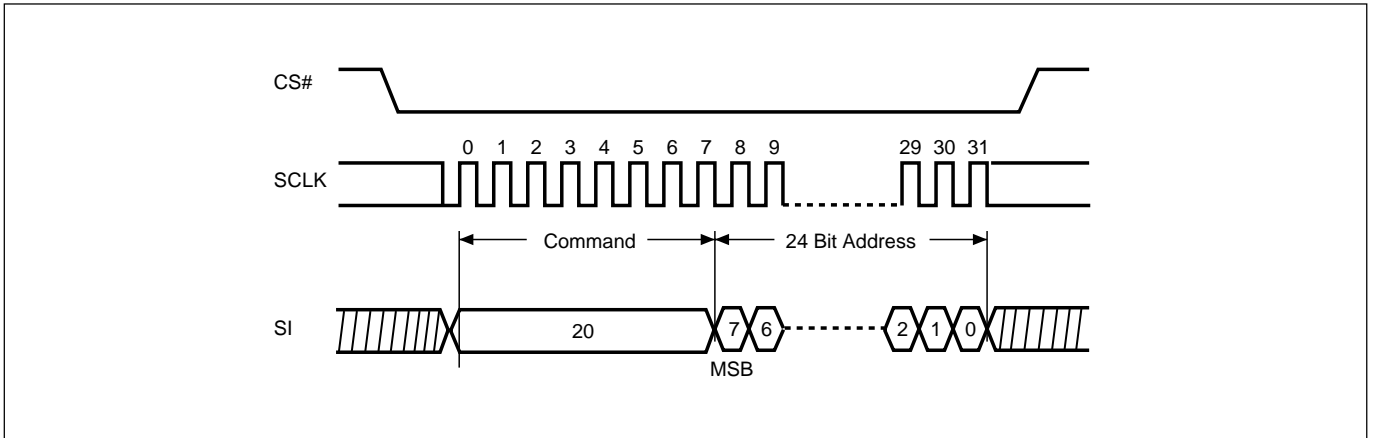 CS#
0 1 2 3 4 5 6 7 8 9 29 30 31
SCLK
Command 24 Bit Address
SI 20 7 6 2 1 0
MSB